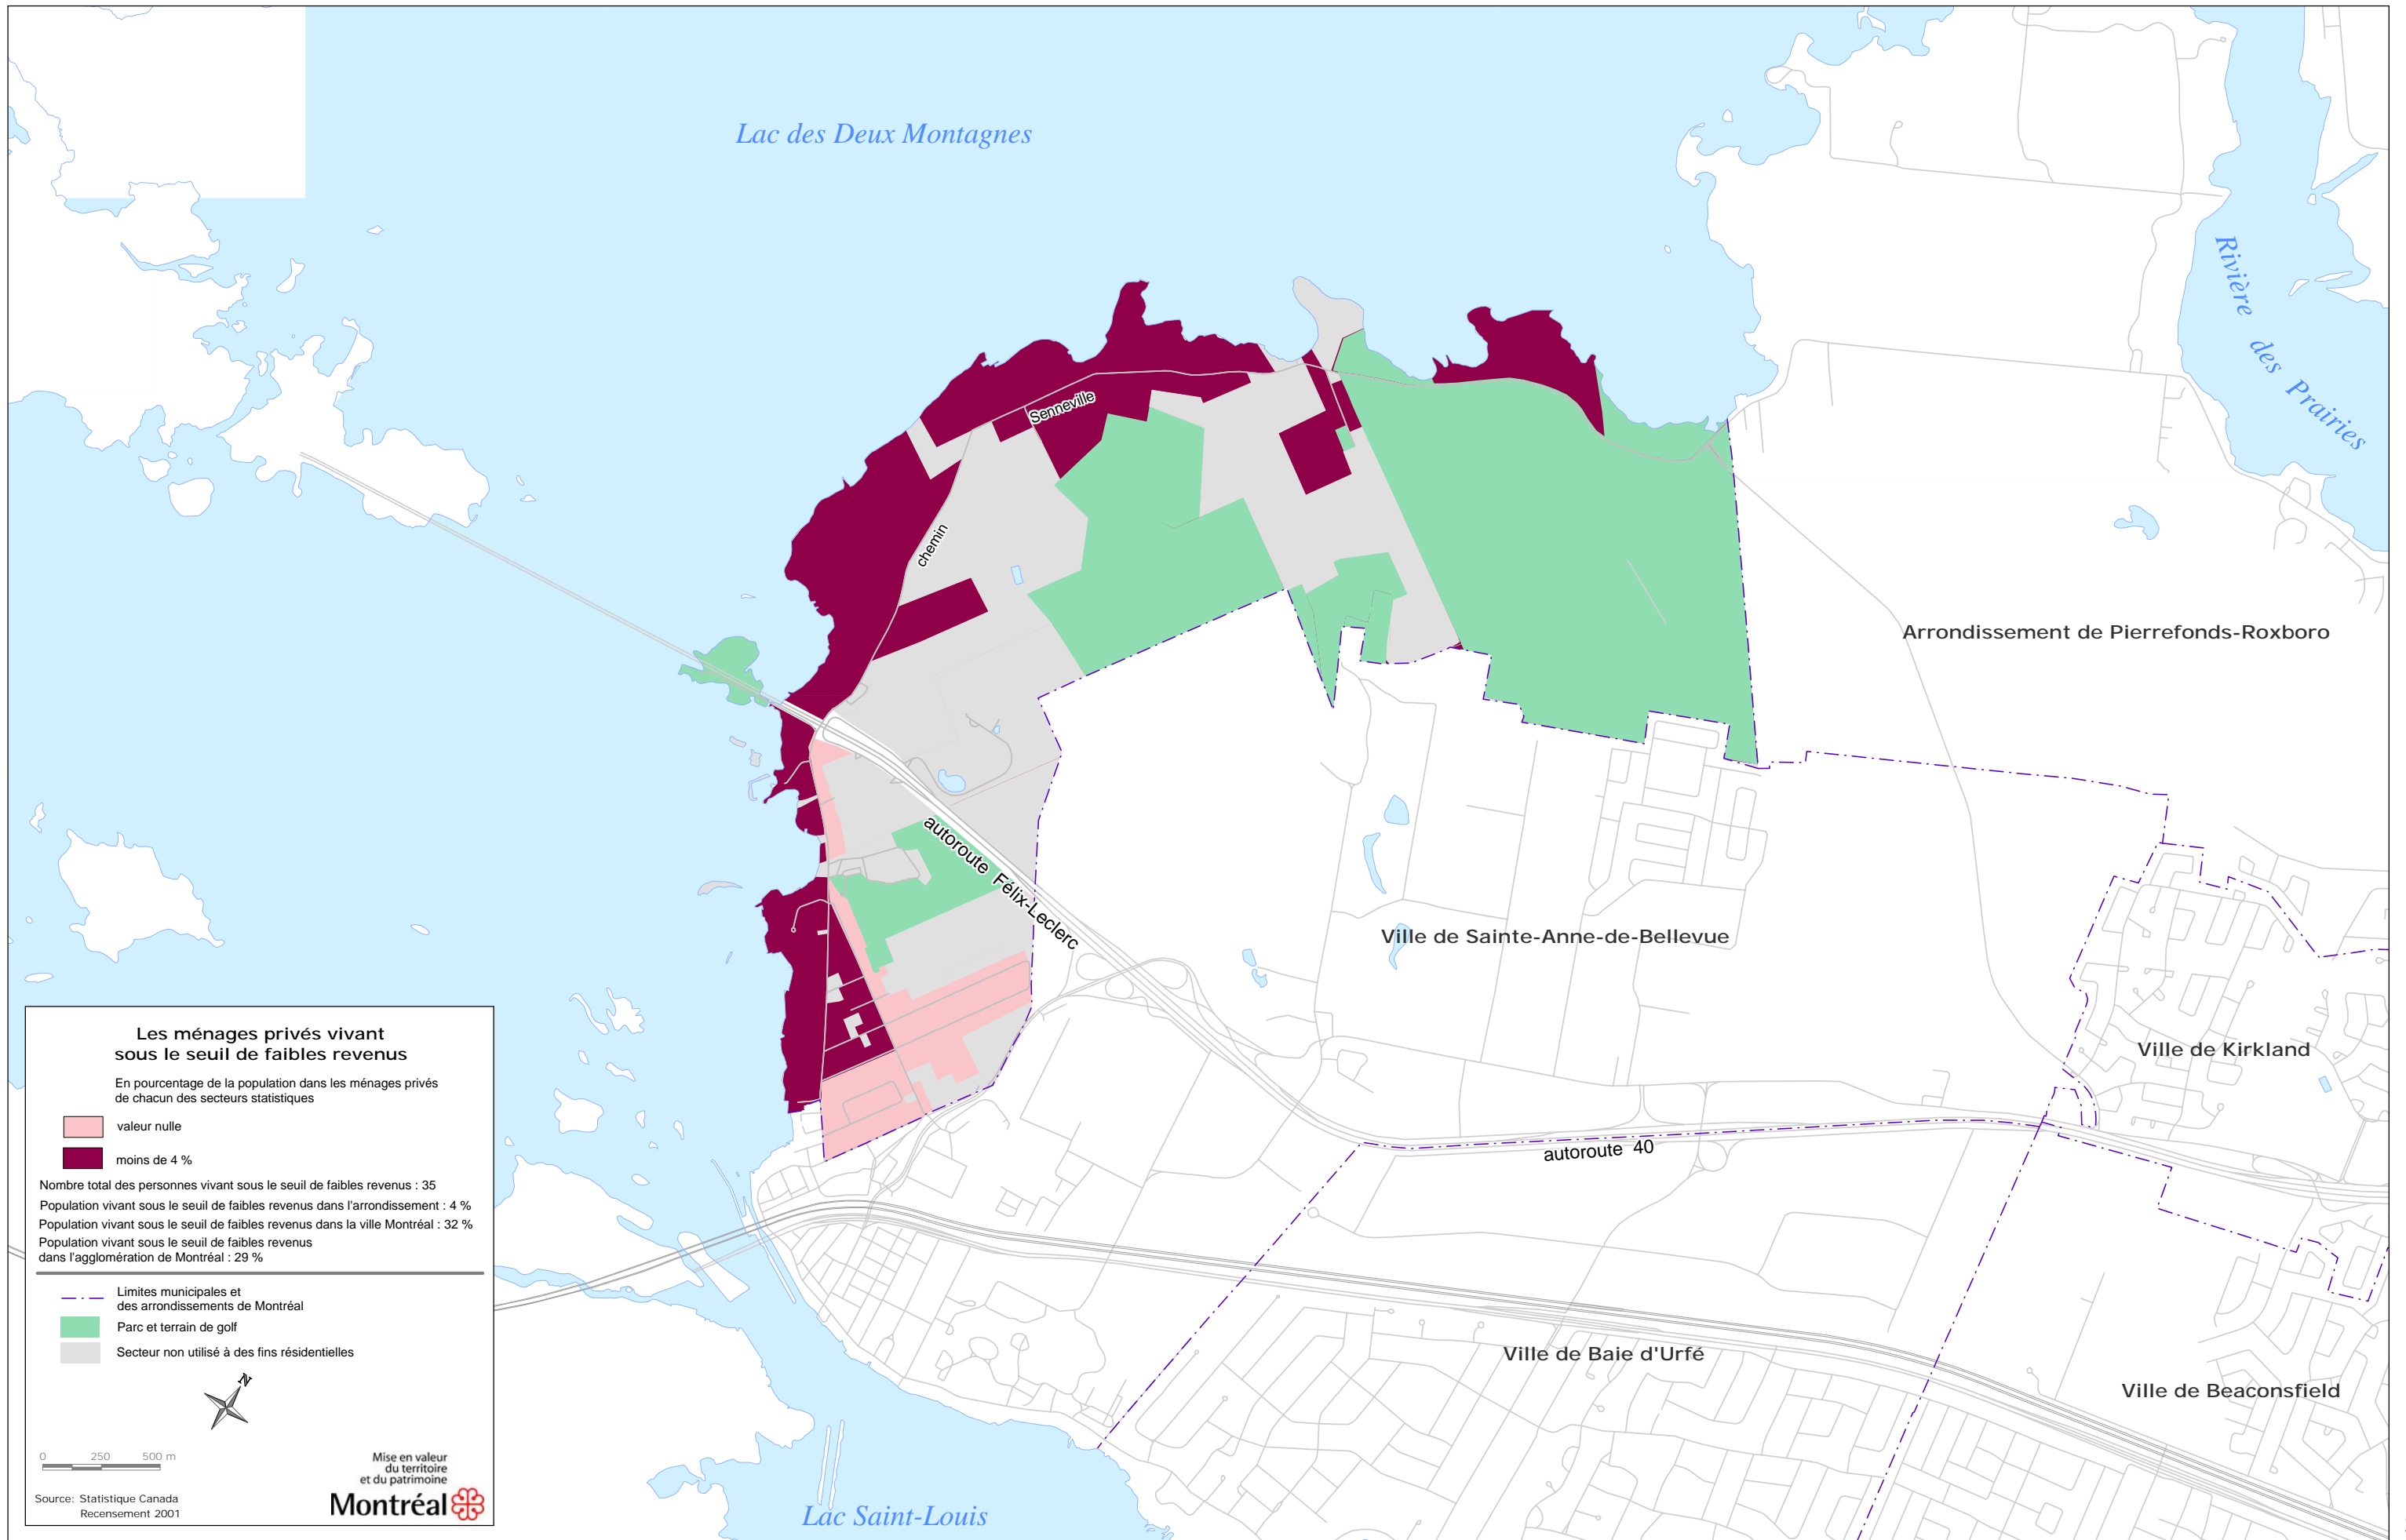 Lac des Deux Montagnes
Rivière
des Prairies
Senneville
chemin
Arrondissement de Pierrefonds-Roxboro
autoroute Félix-Leclerc
Ville de Sainte-Anne-de-Bellevue
Ville de Kirkland
autoroute 40
Ville de Baie d'Urfé
Ville de Beaconsfield
Lac Saint-Louis
Les ménages privés vivant
sous le seuil de faibles revenus
En pourcentage de la population dans les ménages privés
de chacun des secteurs statistiques
valeur nulle
moins de 4 %
Nombre total des personnes vivant sous le seuil de faibles revenus : 35
Population vivant sous le seuil de faibles revenus dans l'arrondissement : 4 %
Population vivant sous le seuil de faibles revenus dans la ville Montréal : 32 %
Population vivant sous le seuil de faibles revenus
dans l'agglomération de Montréal : 29 %
Limites municipales et
des arrondissements de Montréal
Parc et terrain de golf
Secteur non utilisé à des fins résidentielles
N
0 250 500 m
Mise en valeur
du territoire
et du patrimoine
Montréal
Source: Statistique Canada
Recensement 2001